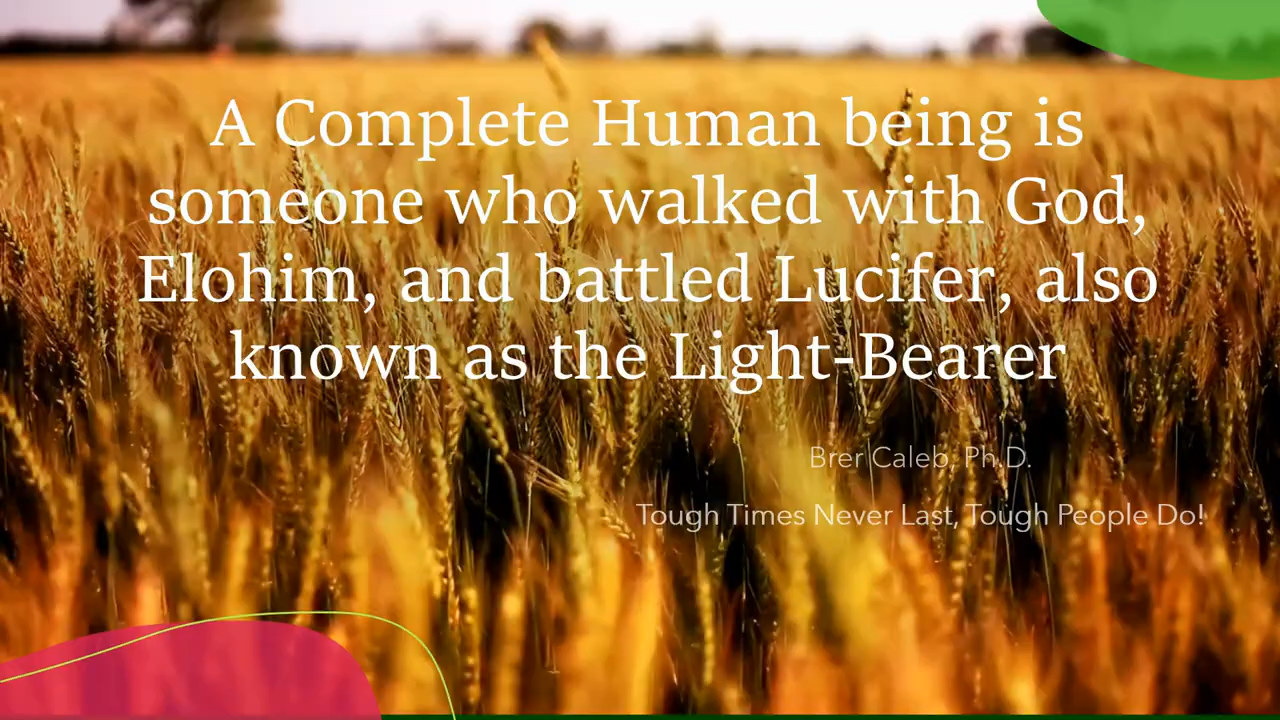 A Complete Human being is
someone who walked with God,
Elohim, and battled Lucifer, also
known as the Light-Bearer
Brer Caleb, Ph.D.
Tough Times Never Last, Tough People Do!